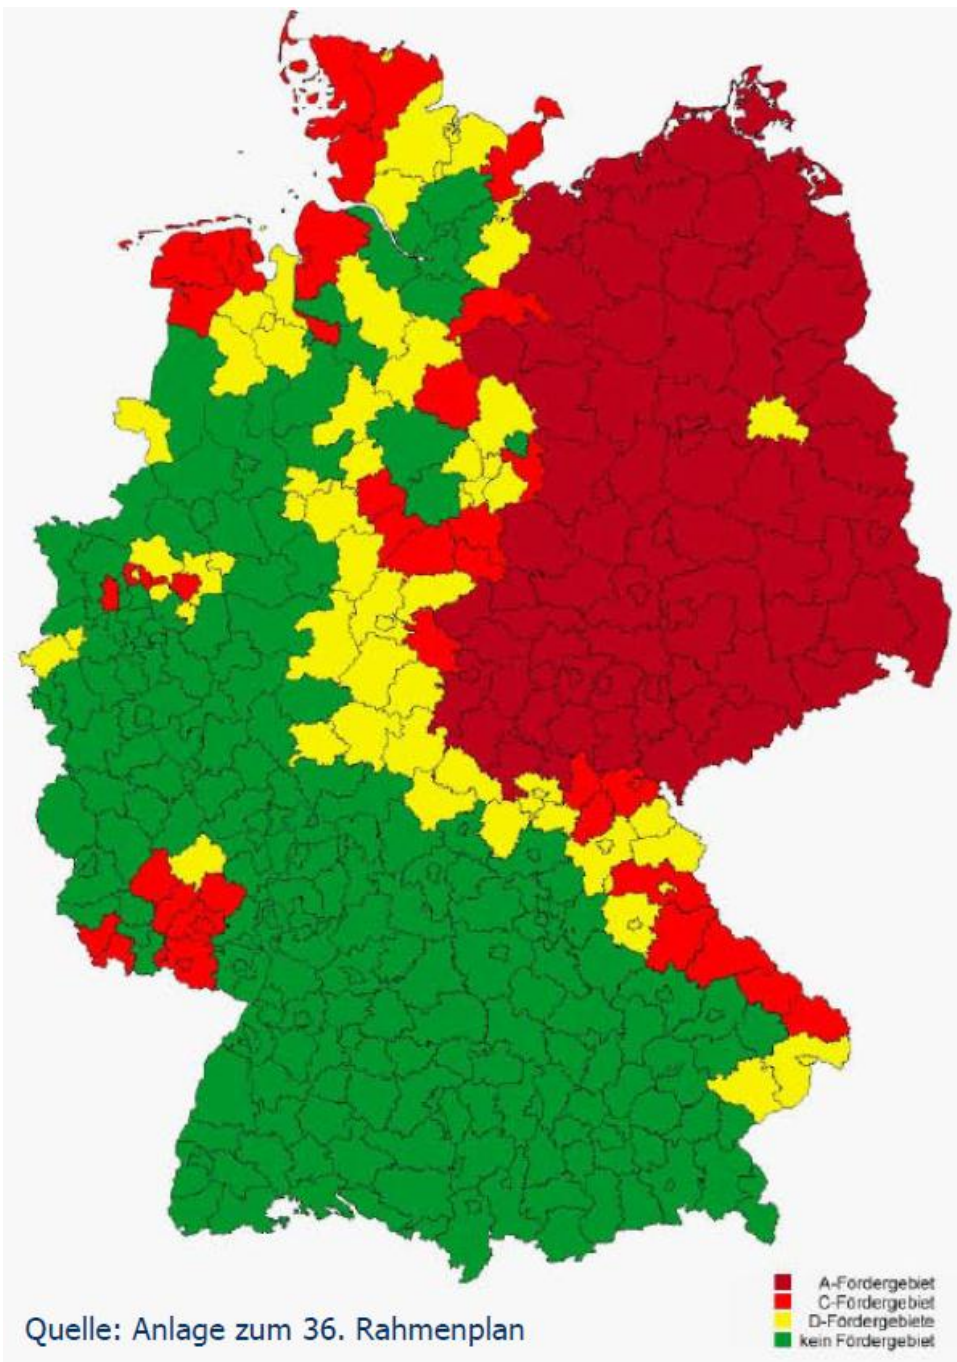 A-Fördergebiet
C-Fördergebiet
D-Fördergebiete
kein Fördergebiet
Quelle: Anlage zum 36. Rahmenplan